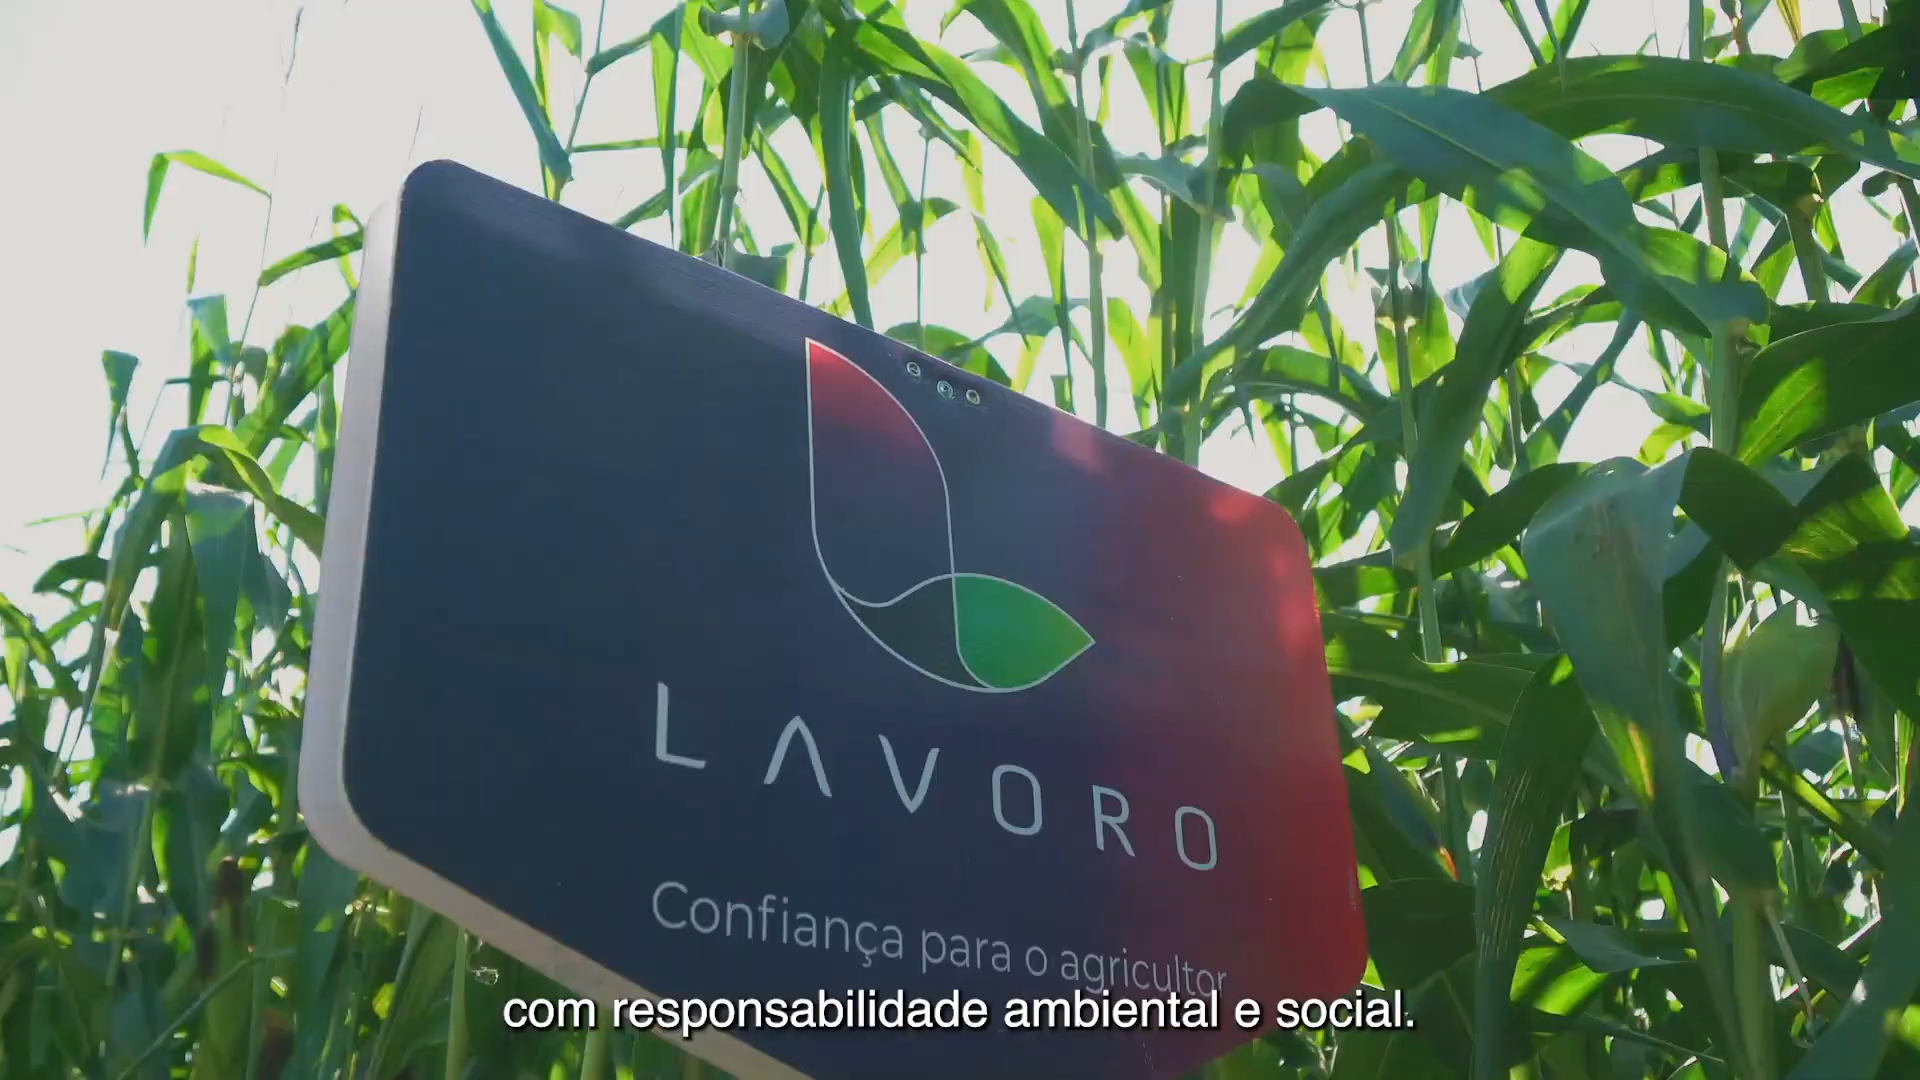 LAVORO
Confiança para o agricultor
com responsabilidade ambiental e social.